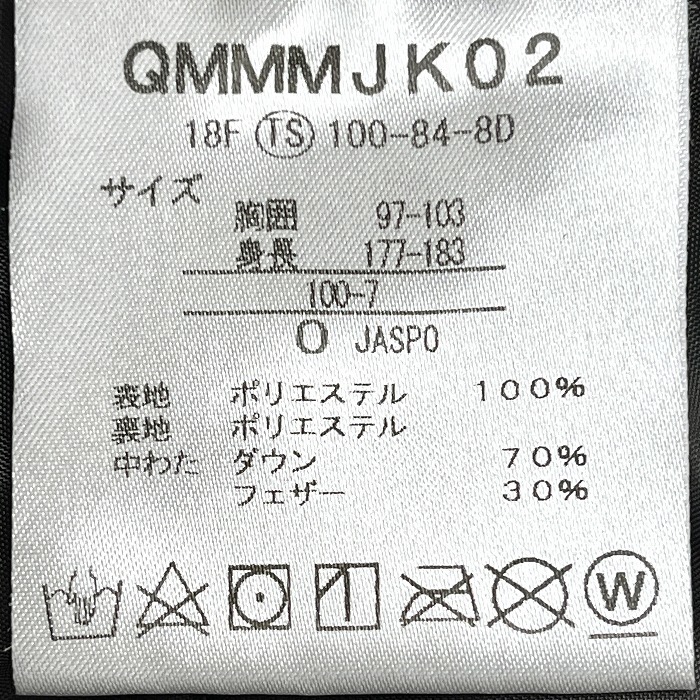 QMMMJK02
18F TS 100-84-8D
サイズ
胸囲 97-103
身長 177-183
100-7
O JASPO
表地 ポリエステル 100%
裏地 ポリエステル
中わた ダウン 70%
フェザー 30%
W